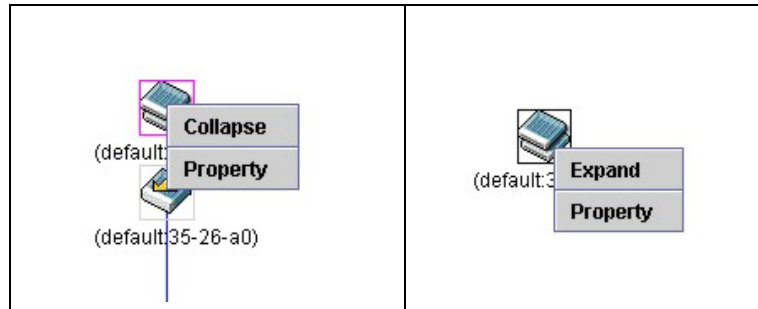 Collapse
(default:
Property
(default:35-26-a0)
Expand
(default:3
Property